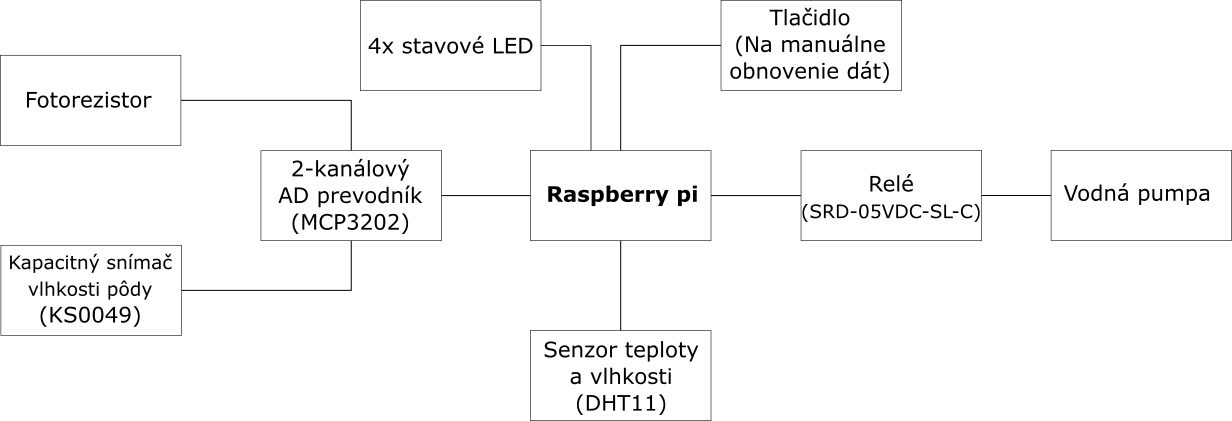 4x stavové LED
Tlačidlo
(Na manuálne
obnovenie dát)
Fotorezistor
2-kanálový
AD prevodník
(MCP3202)
Raspberry pi
Relé
(SRD-05VDC-SL-C)
Vodná pumpa
Kapacitný snímač
vlhkosti pôdy
(KS0049)
Senzor teploty
a vlhkosti
(DHT11)